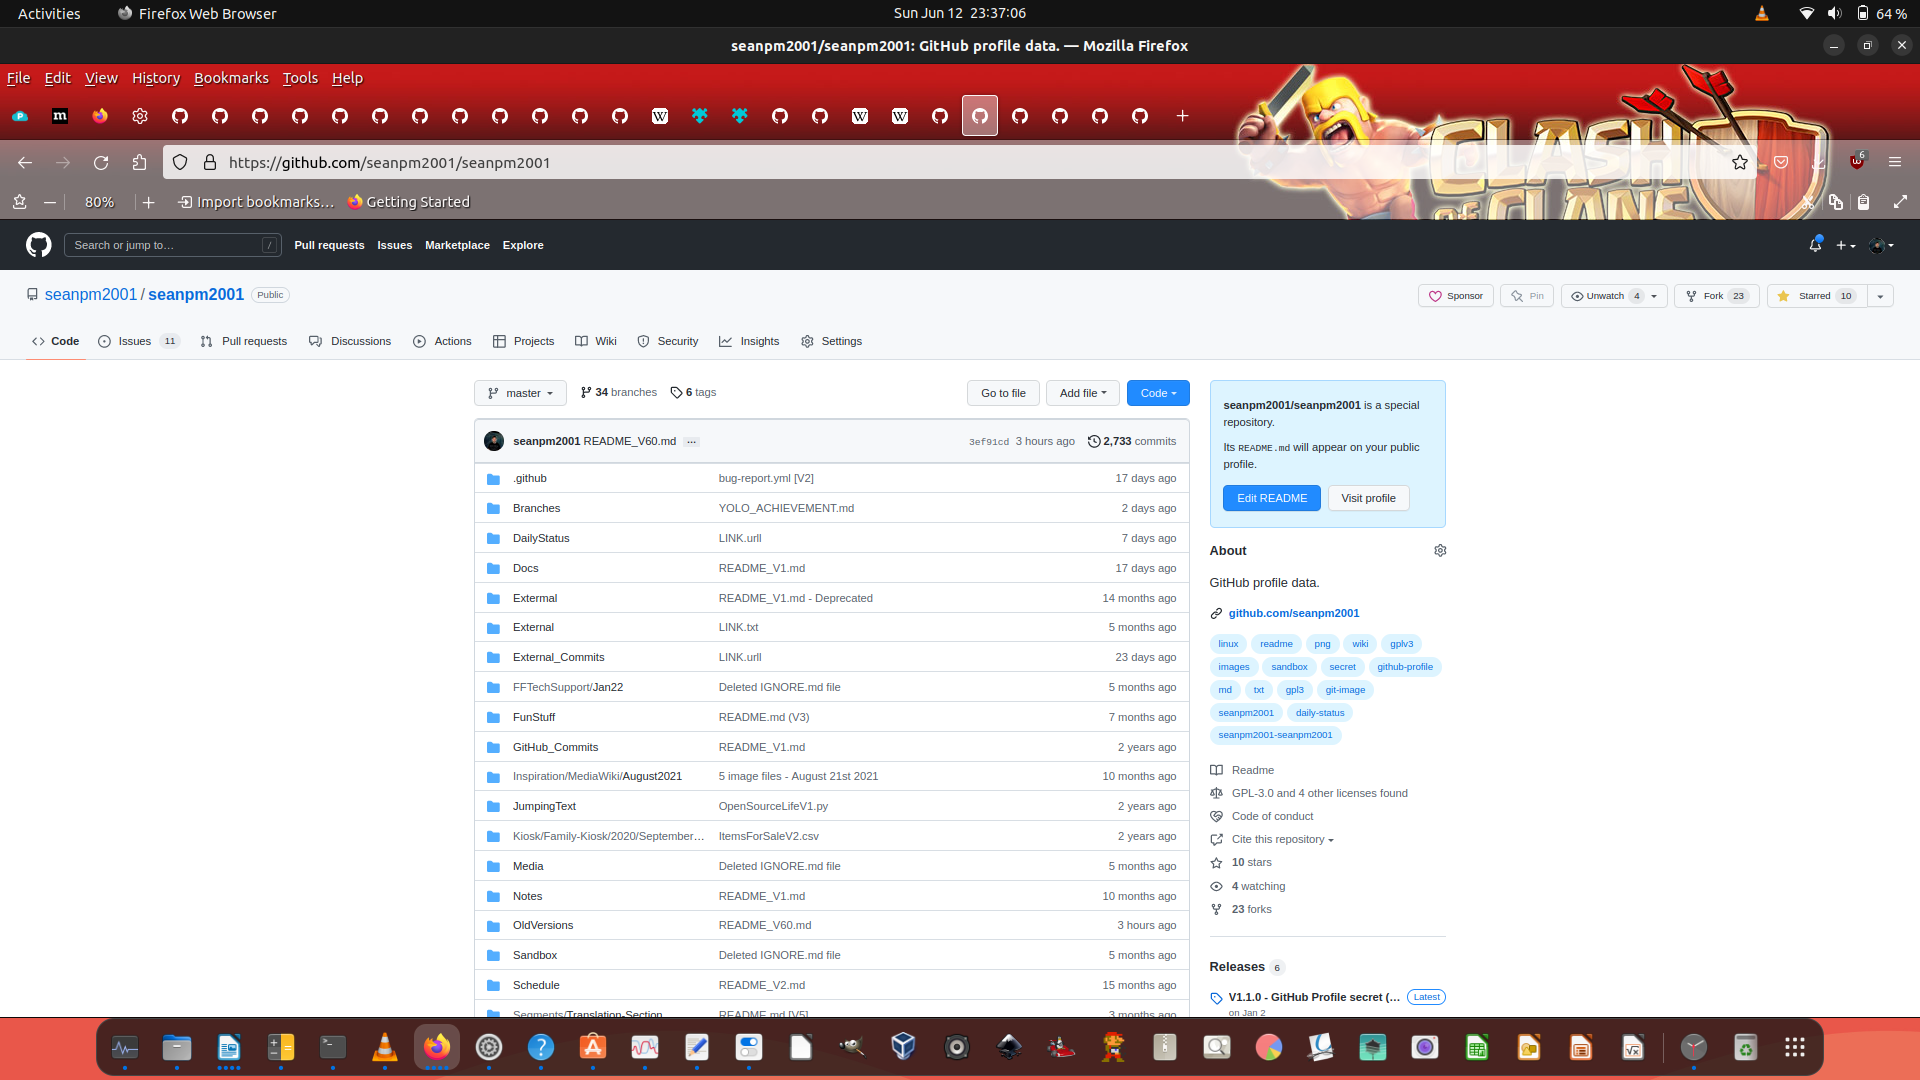 Activities Firefox Web Browser Sun Jun 12 23:37:06 64 %
seanpm2001/seanpm2001: GitHub profile data. — Mozilla Firefox
File Edit View History Bookmarks Tools Help
https://github.com/seanpm2001/seanpm2001 6
80% Import bookmarks... Getting Started
CLASH OF CLANS
Search or jump to... / Pull requests Issues Marketplace Explore
seanpm2001 / seanpm2001 Public Sponsor Pin Unwatch 4 Fork 23 Starred 10
Code Issues 11 Pull requests Discussions Actions Projects Wiki Security Insights Settings
master 34 branches 6 tags Go to file Add file Code
seanpm2001 README_V60.md ... 3ef91cd 3 hours ago 2,733 commits
.github bug-report.yml [V2] 17 days ago
Branches YOLO_ACHIEVEMENT.md 2 days ago
DailyStatus LINK.urll 7 days ago
Docs README_V1.md 17 days ago
Extermal README_V1.md - Deprecated 14 months ago
External LINK.txt 5 months ago
External_Commits LINK.urll 23 days ago
FFTechSupport/Jan22 Deleted IGNORE.md file 5 months ago
FunStuff README.md (V3) 7 months ago
GitHub_Commits README_V1.md 2 years ago
Inspiration/MediaWiki/August2021 5 image files - August 21st 2021 10 months ago
JumpingText OpenSourceLifeV1.py 2 years ago
Kiosk/Family-Kiosk/2020/September... ItemsForSaleV2.csv 2 years ago
Media Deleted IGNORE.md file 5 months ago
Notes README_V1.md 10 months ago
OldVersions README_V60.md 3 hours ago
Sandbox Deleted IGNORE.md file 5 months ago
Schedule README_V2.md 15 months ago
Segments/Translation-Section README.md [V5] 3 months ago
seanpm2001/seanpm2001 is a special
repository.
Its README.md will appear on your public
profile.
Edit README Visit profile
About
GitHub profile data.
github.com/seanpm2001
linux readme png wiki gplv3
images sandbox secret github-profile
md txt gpl3 git-image
seanpm2001 daily-status
seanpm2001-seanpm2001
Readme
GPL-3.0 and 4 other licenses found
Code of conduct
Cite this repository
10 stars
4 watching
23 forks
Releases 6
V1.1.0 - GitHub Profile secret (... Latest
on Jan 2